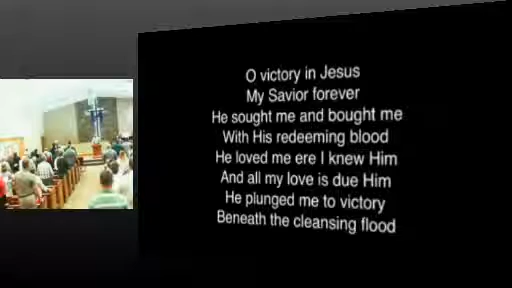 O victory in Jesus
My Savior forever
He sought me and bought me
With His redeeming blood
He loved me ere I knew Him
And all my love is due Him
He plunged me to victory
Beneath the cleansing flood